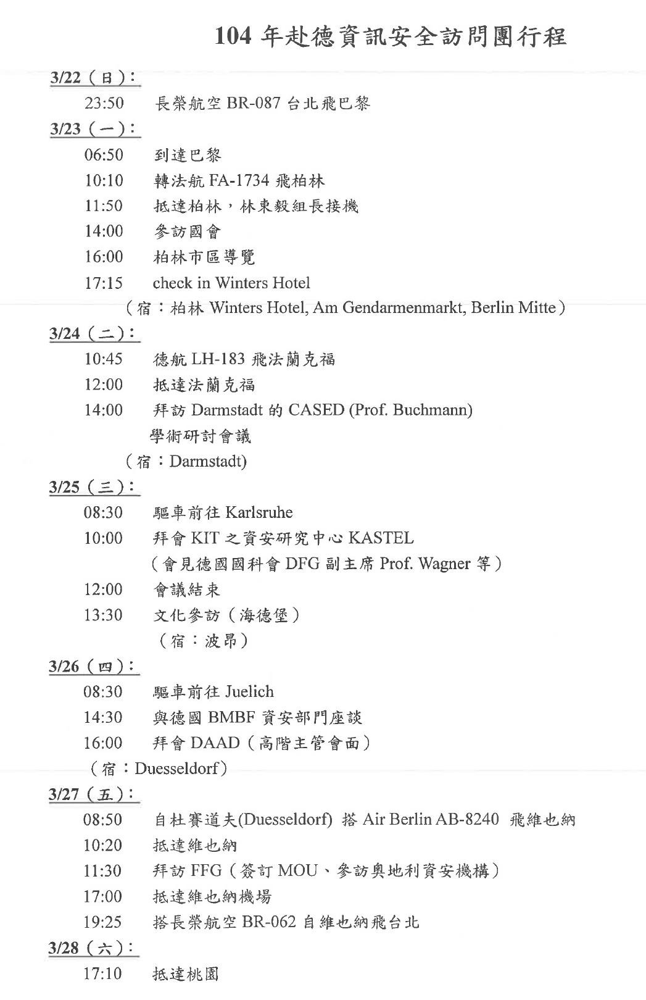 104 年赴德資訊安全訪問團行程
3/22（日）：
23:50 長榮航空 BR-087 台北飛巴黎
3/23（一）：
06:50 到達巴黎
10:10 轉法航 FA-1734 飛柏林
11:50 抵達柏林，林東毅組長接機
14:00 參訪國會
16:00 柏林市區導覽
17:15 check in Winters Hotel
（宿：柏林 Winters Hotel, Am Gendarmenmarkt, Berlin Mitte）
3/24（二）：
10:45 德航 LH-183 飛法蘭克福
12:00 抵達法蘭克福
14:00 拜訪 Darmstadt 的 CASED (Prof. Buchmann)
學術研討會議
（宿：Darmstadt)
3/25（三）：
08:30 驅車前往 Karlsruhe
10:00 拜會 KIT 之資安研究中心 KASTEL
（會見德國國科會 DFG 副主席 Prof. Wagner 等）
12:00 會議結束
13:30 文化參訪（海德堡）
（宿：波昂）
3/26（四）：
08:30 驅車前往 Juelich
14:30 與德國 BMBF 資安部門座談
16:00 拜會 DAAD（高階主管會面）
（宿：Duesseldorf）
3/27（五）：
08:50 自杜賽道夫(Duesseldorf) 搭 Air Berlin AB-8240 飛維也納
10:20 抵達維也納
11:30 拜訪 FFG（簽訂 MOU、參訪奧地利資安機構）
17:00 抵達維也納機場
19:25 搭長榮航空 BR-062 自維也納飛台北
3/28（六）：
17:10 抵達桃園